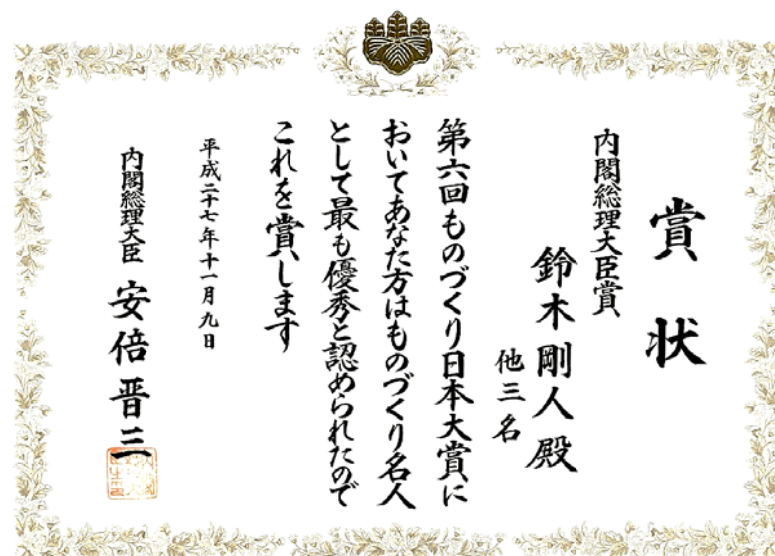 賞状
内閣総理大臣賞
鈴木剛人殿
他三名
第六回ものづくり日本大賞に
おいてあなた方はものづくり名人
として最も優秀と認められたので
これを賞します
平成二十七年十一月九日
内閣総理大臣 安倍晋三